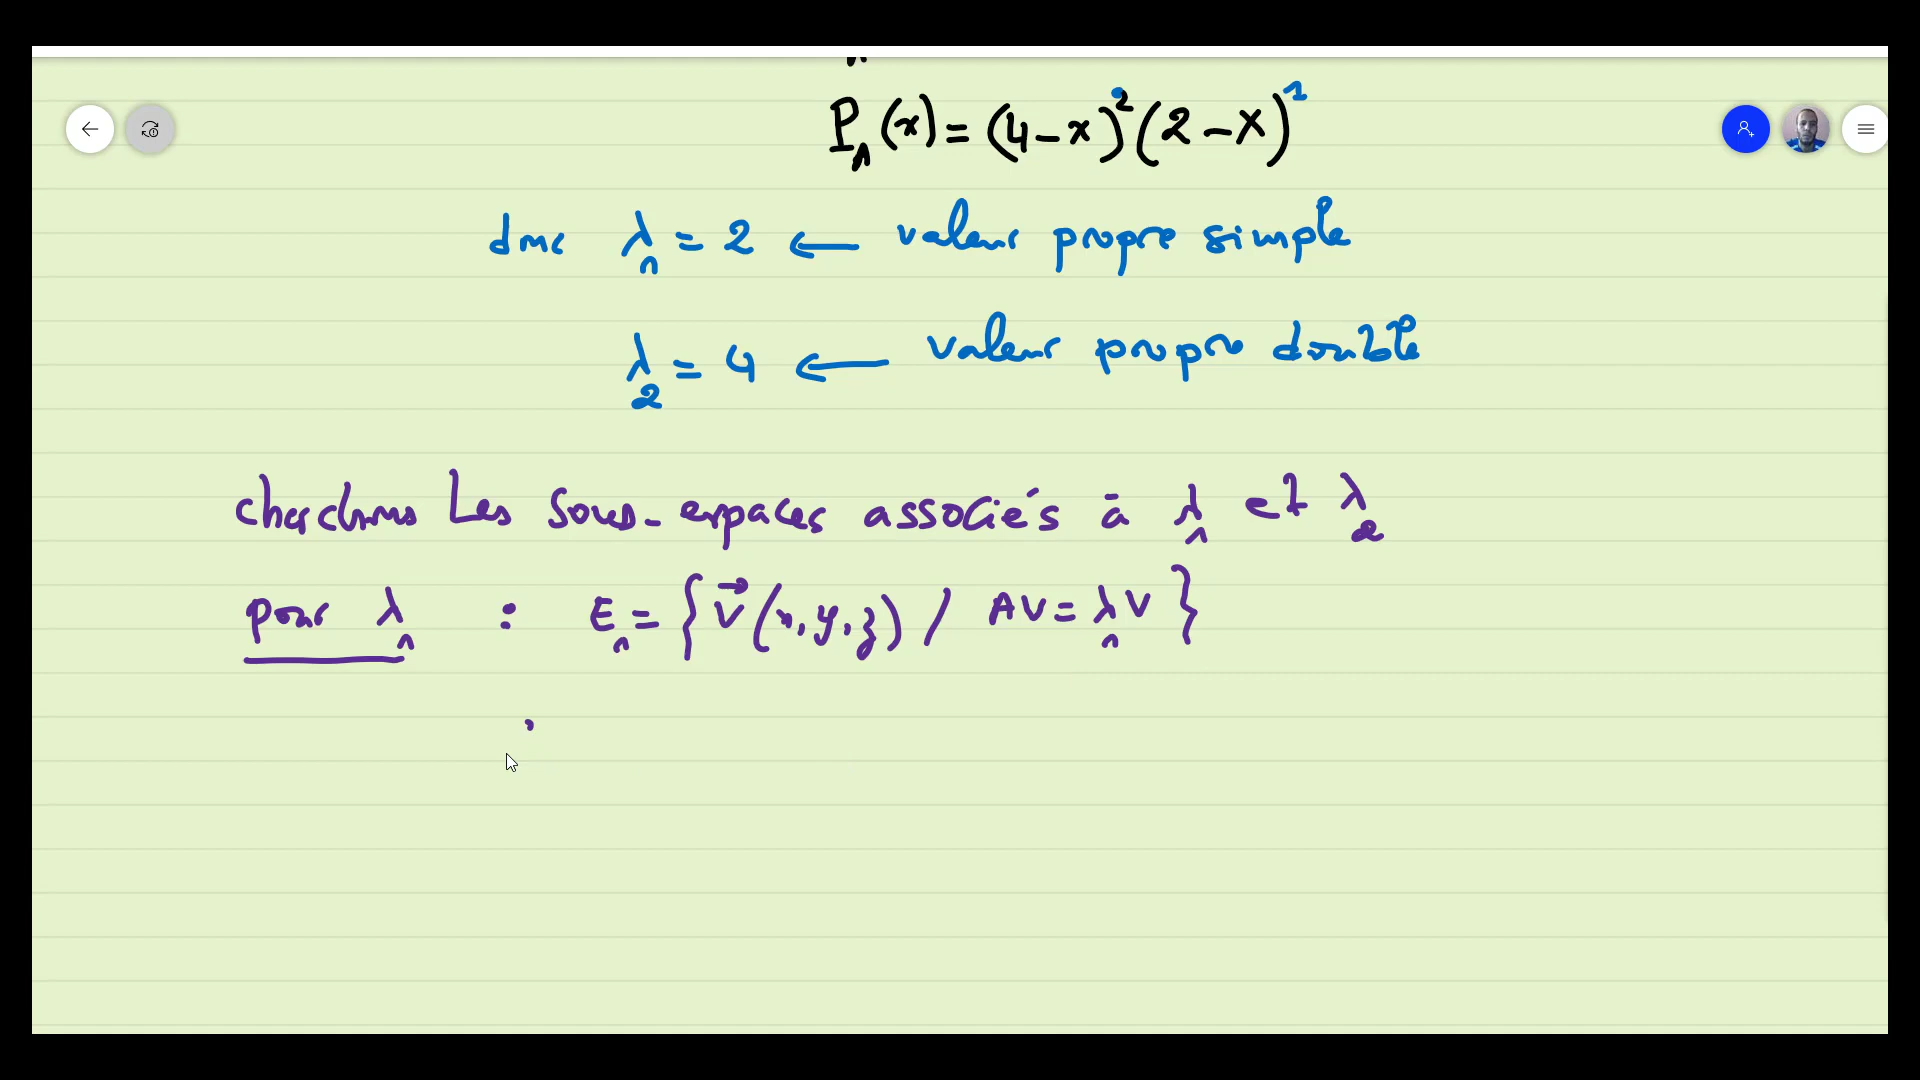 P_A(x) = (4-x)²(2-X)¹
donc λ₁ = 2 ← valeur propre simple
λ₂ = 4 ← valeur propre double
cherchons Les sous-espaces associés à λ₁ et λ₂
pour λ₁ : E₁ = { V⃗(x,y,z) / AV = λ₁V }